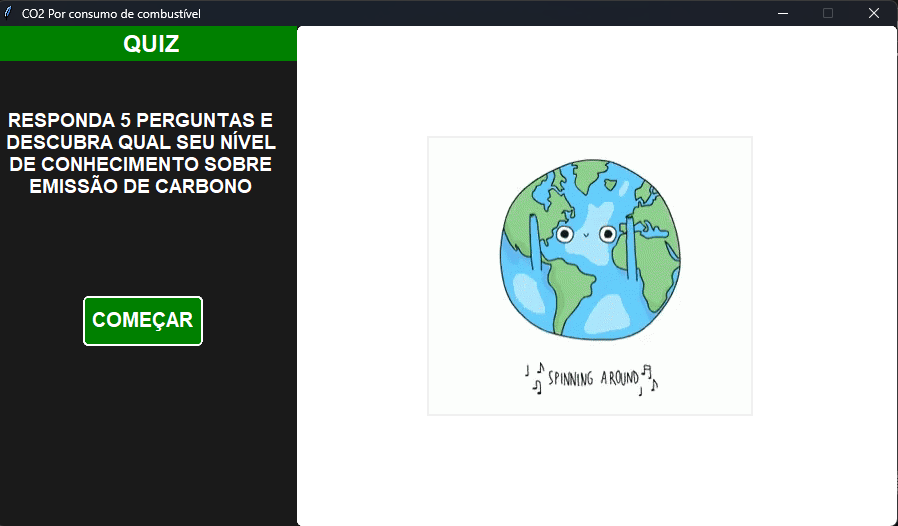 CO2 Por consumo de combustível
QUIZ
RESPONDA 5 PERGUNTAS E
DESCUBRA QUAL SEU NÍVEL
DE CONHECIMENTO SOBRE
EMISSÃO DE CARBONO
COMEÇAR
SPINNING AROUND